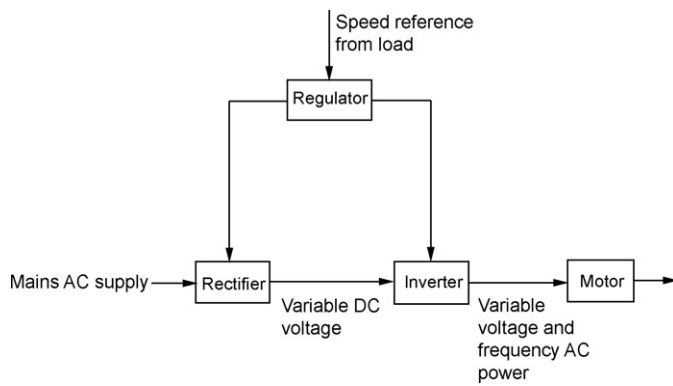 Speed reference
from load
Regulator
Mains AC supply
Rectifier
Variable DC
voltage
Inverter
Variable
voltage and
frequency AC
power
Motor